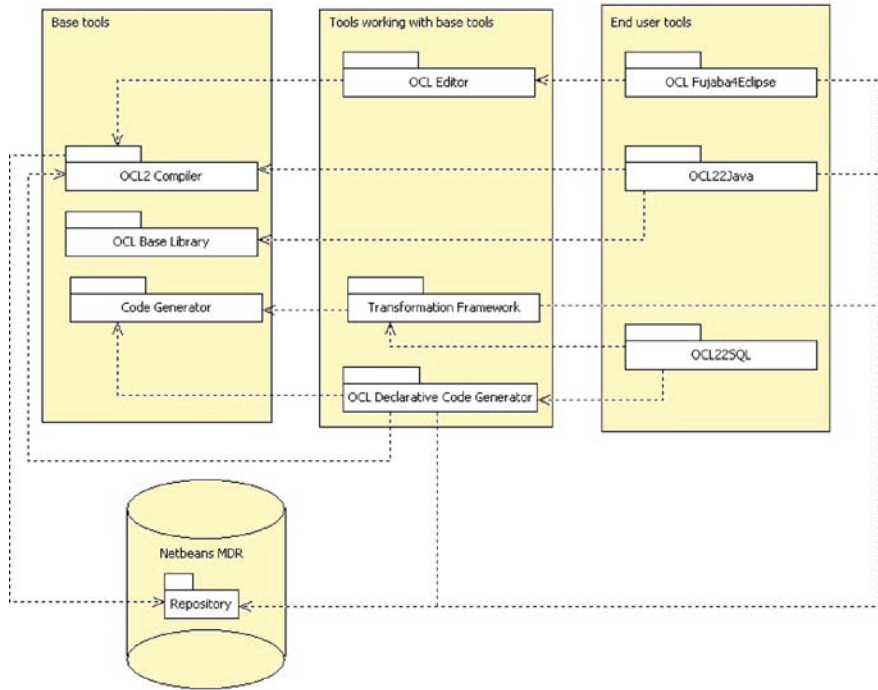 Base tools
Tools working with base tools
End user tools
OCL Editor
OCL Fujaba4Eclipse
OCL2 Compiler
OCL22Java
OCL Base Library
Code Generator
Transformation Framework
OCL22SQL
OCL Declarative Code Generator
Netbeans MDR
Repository